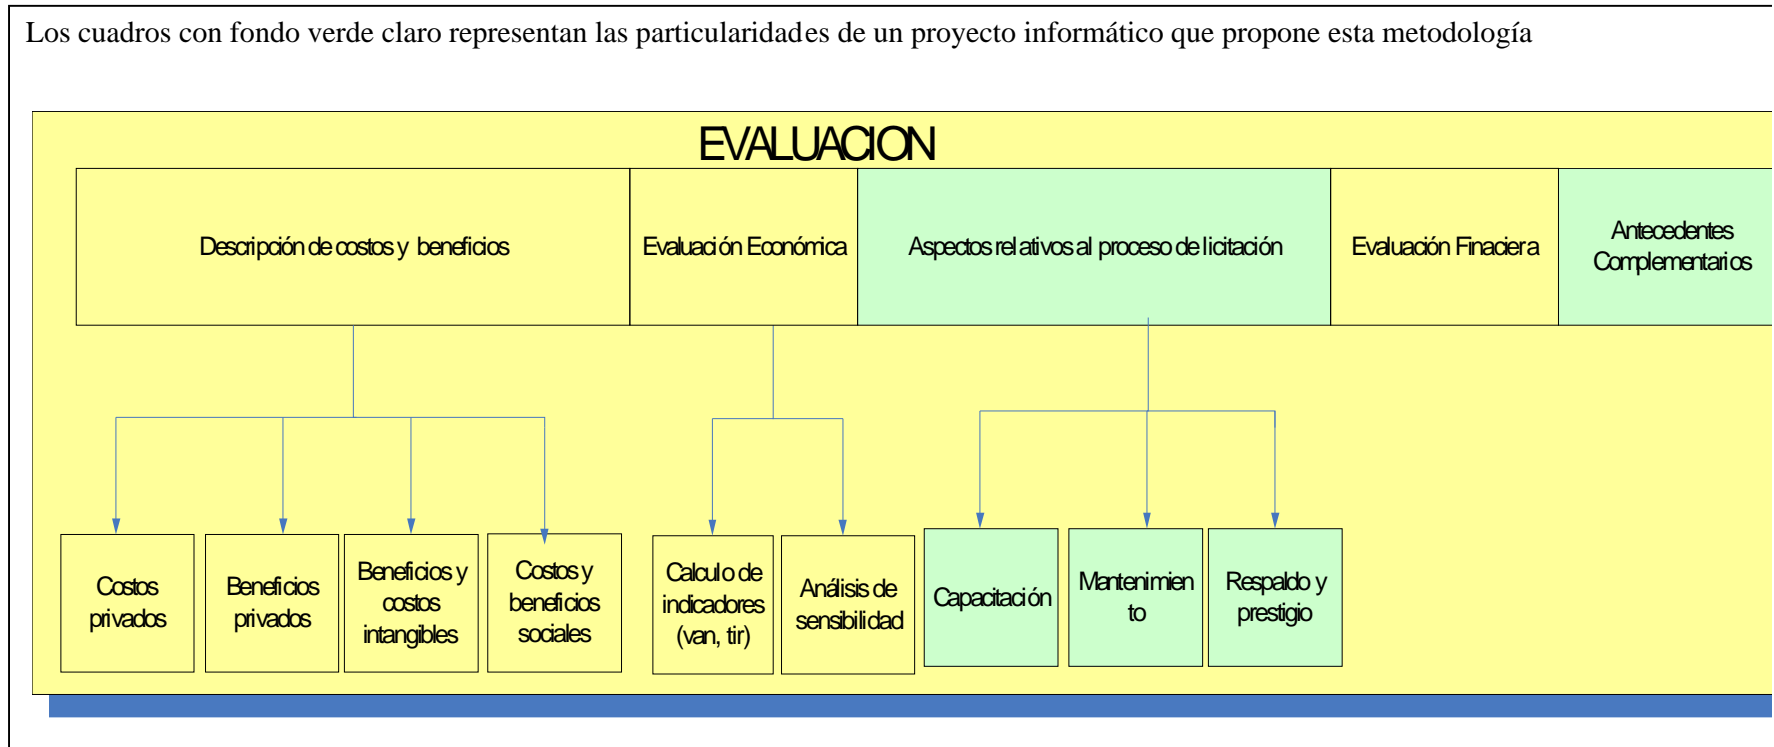 Los cuadros con fondo verde claro representan las particularidades de un proyecto informático que propone esta metodología
EVALUACION
Descripción de costos y beneficios
Evaluación Económica
Aspectos relativos al proceso de licitación
Evaluación Finaciera
Antecedentes
Complementarios
Costos
privados
Beneficios
privados
Beneficios y
costos
intangibles
Costos y
beneficios
sociales
Calculo de
indicadores
(van, tir)
Análisis de
sensibilidad
Capacitación
Mantenimien
to
Respaldo y
prestigio